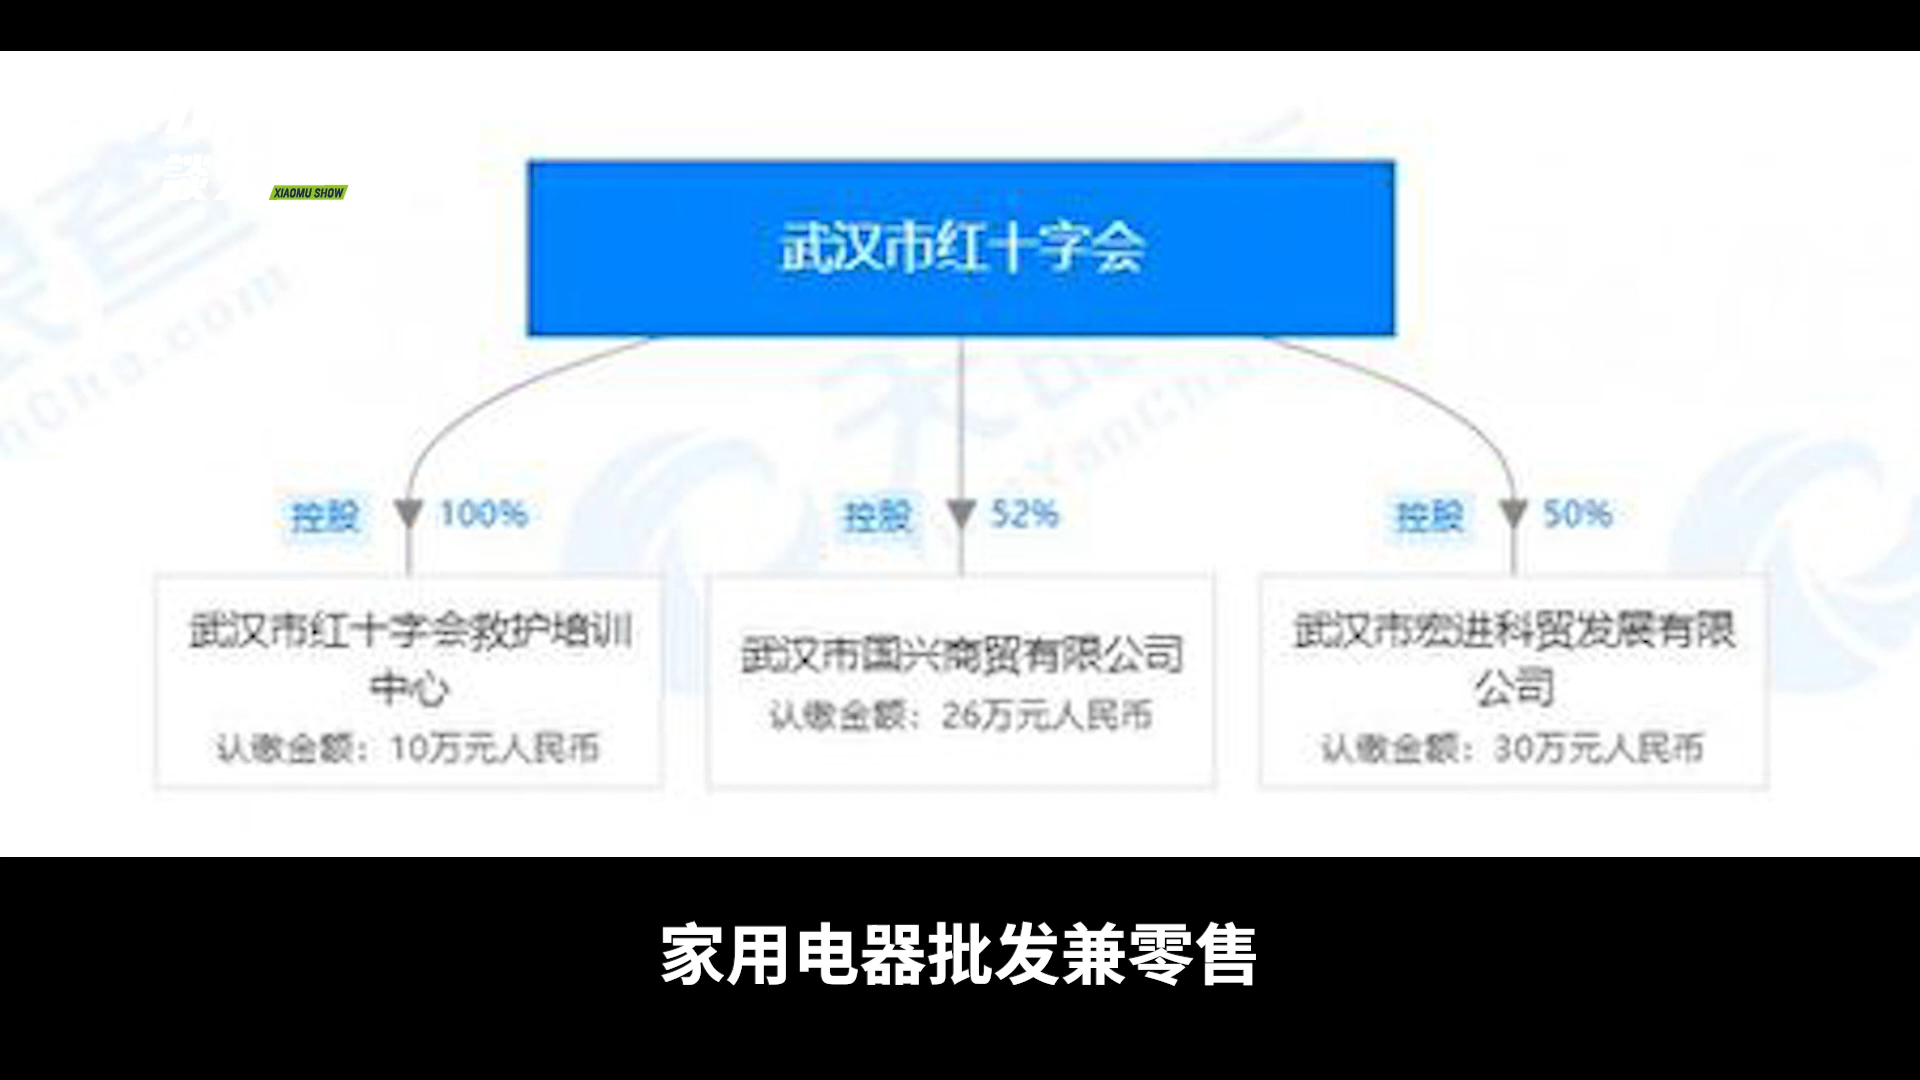 XIAOMU SHOW
武汉市红十字会
控股 100%
控股 52%
控股 50%
武汉市红十字会救护培训
中心
认缴金额：10万元人民币
武汉市国兴商贸有限公司
认缴金额：26万元人民币
武汉市宏进科贸发展有限
公司
认缴金额：30万元人民币
家用电器批发兼零售